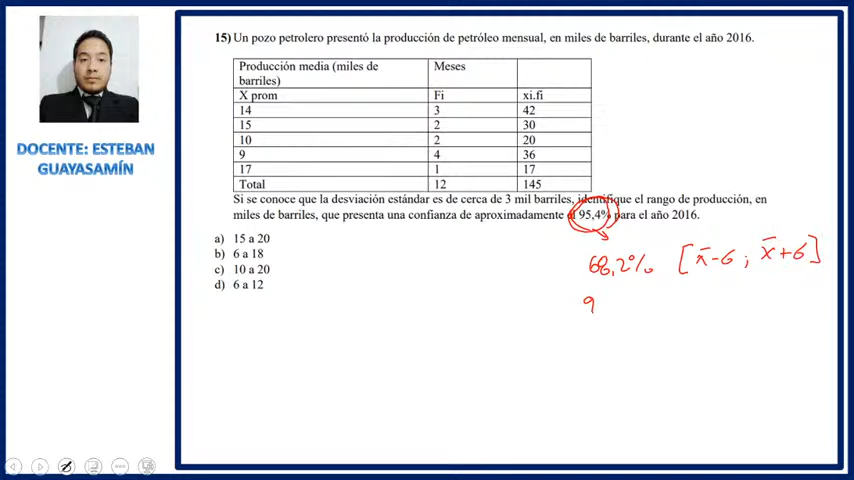 15) Un pozo petrolero presentó la producción de petróleo mensual, en miles de barriles, durante el año 2016.
Producción media (miles de barriles) Meses
X prom Fi xi.fi
14 3 42
15 2 30
10 2 20
9 4 36
17 1 17
Total 12 145
DOCENTE: ESTEBAN
GUAYASAMÍN
Si se conoce que la desviación estándar es de cerca de 3 mil barriles, identifique el rango de producción, en
miles de barriles, que presenta una confianza de aproximadamente el 95,4% para el año 2016.
a) 15 a 20
b) 6 a 18
c) 10 a 20
d) 6 a 12
68,2% [x̄-σ ; x̄+σ]
9